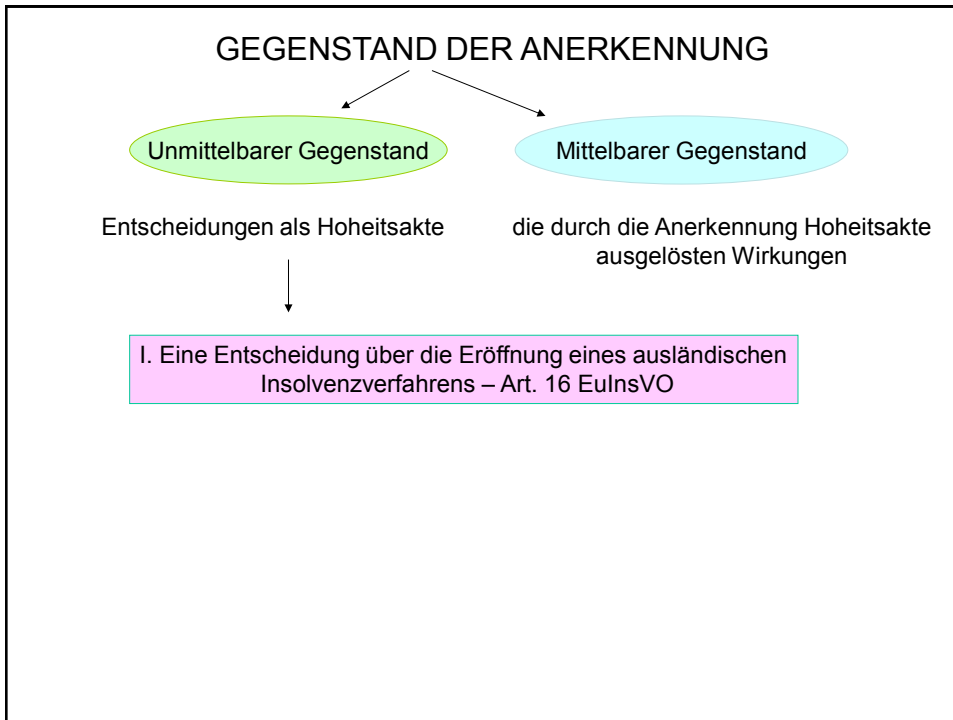 GEGENSTAND DER ANERKENNUNG
Unmittelbarer Gegenstand
Mittelbarer Gegenstand
Entscheidungen als Hoheitsakte
die durch die Anerkennung Hoheitsakte
ausgelösten Wirkungen
I. Eine Entscheidung über die Eröffnung eines ausländischen
Insolvenzverfahrens – Art. 16 EuInsVO